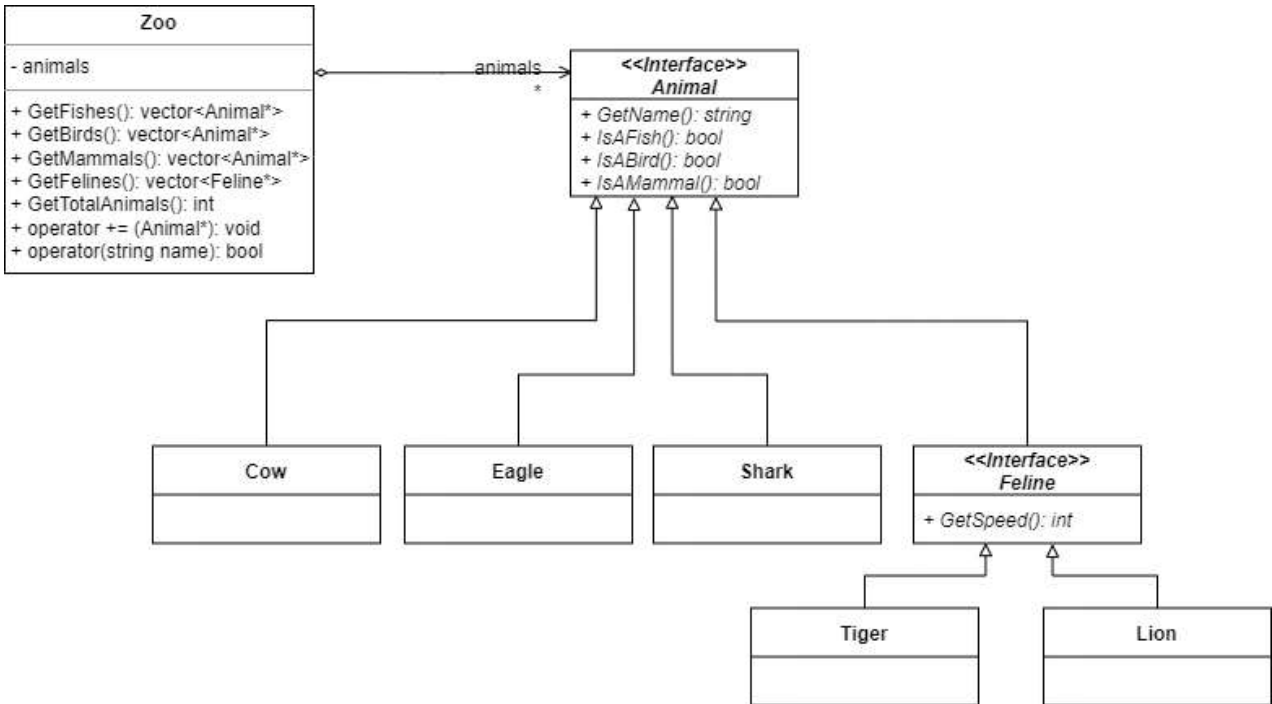 Zoo
- animals
+ GetFishes(): vector<Animal*>
+ GetBirds(): vector<Animal*>
+ GetMammals(): vector<Animal*>
+ GetFelines(): vector<Feline*>
+ GetTotalAnimals(): int
+ operator += (Animal*): void
+ operator(string name): bool
animals
*
<<Interface>>
Animal
+ GetName(): string
+ IsAFish(): bool
+ IsABird(): bool
+ IsAMammal(): bool
Cow
Eagle
Shark
<<Interface>>
Feline
+ GetSpeed(): int
Tiger
Lion